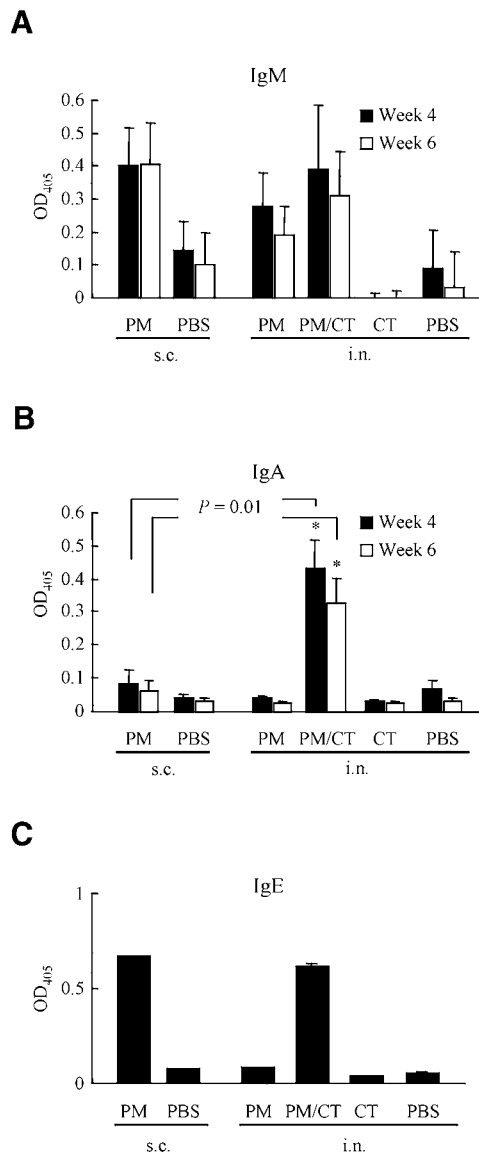 A
IgM
0.6
0.5
0.4
0.3
0.2
0.1
0
OD405
Week 4
Week 6
PM PBS PM PM/CT CT PBS
s.c. i.n.
B
IgA
P = 0.01
0.6
0.5
0.4
0.3
0.2
0.1
0
OD405
* *
Week 4
Week 6
PM PBS PM PM/CT CT PBS
s.c. i.n.
C
IgE
1
0.5
0
OD405
PM PBS PM PM/CT CT PBS
s.c. i.n.